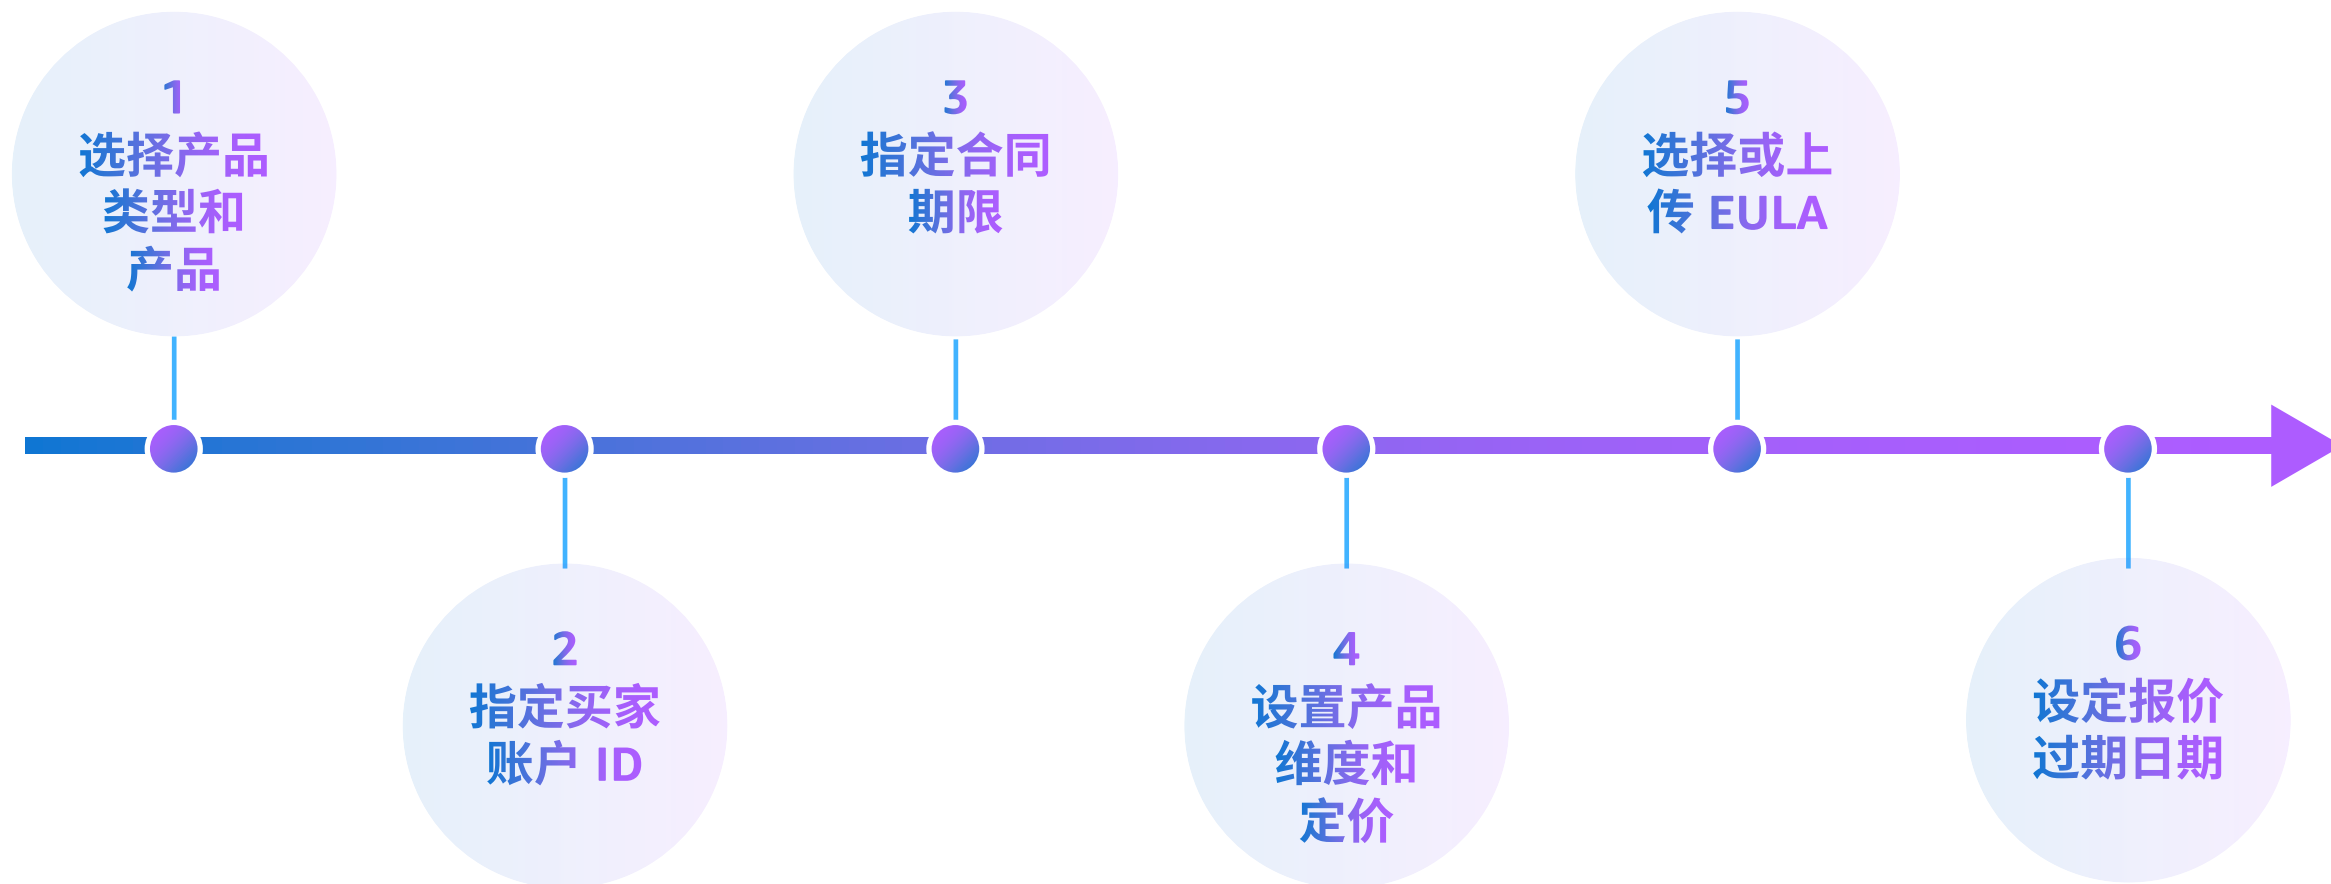 1
选择产品
类型和
产品
2
指定买家
账户 ID
3
指定合同
期限
4
设置产品
维度和
定价
5
选择或上
传 EULA
6
设定报价
过期日期